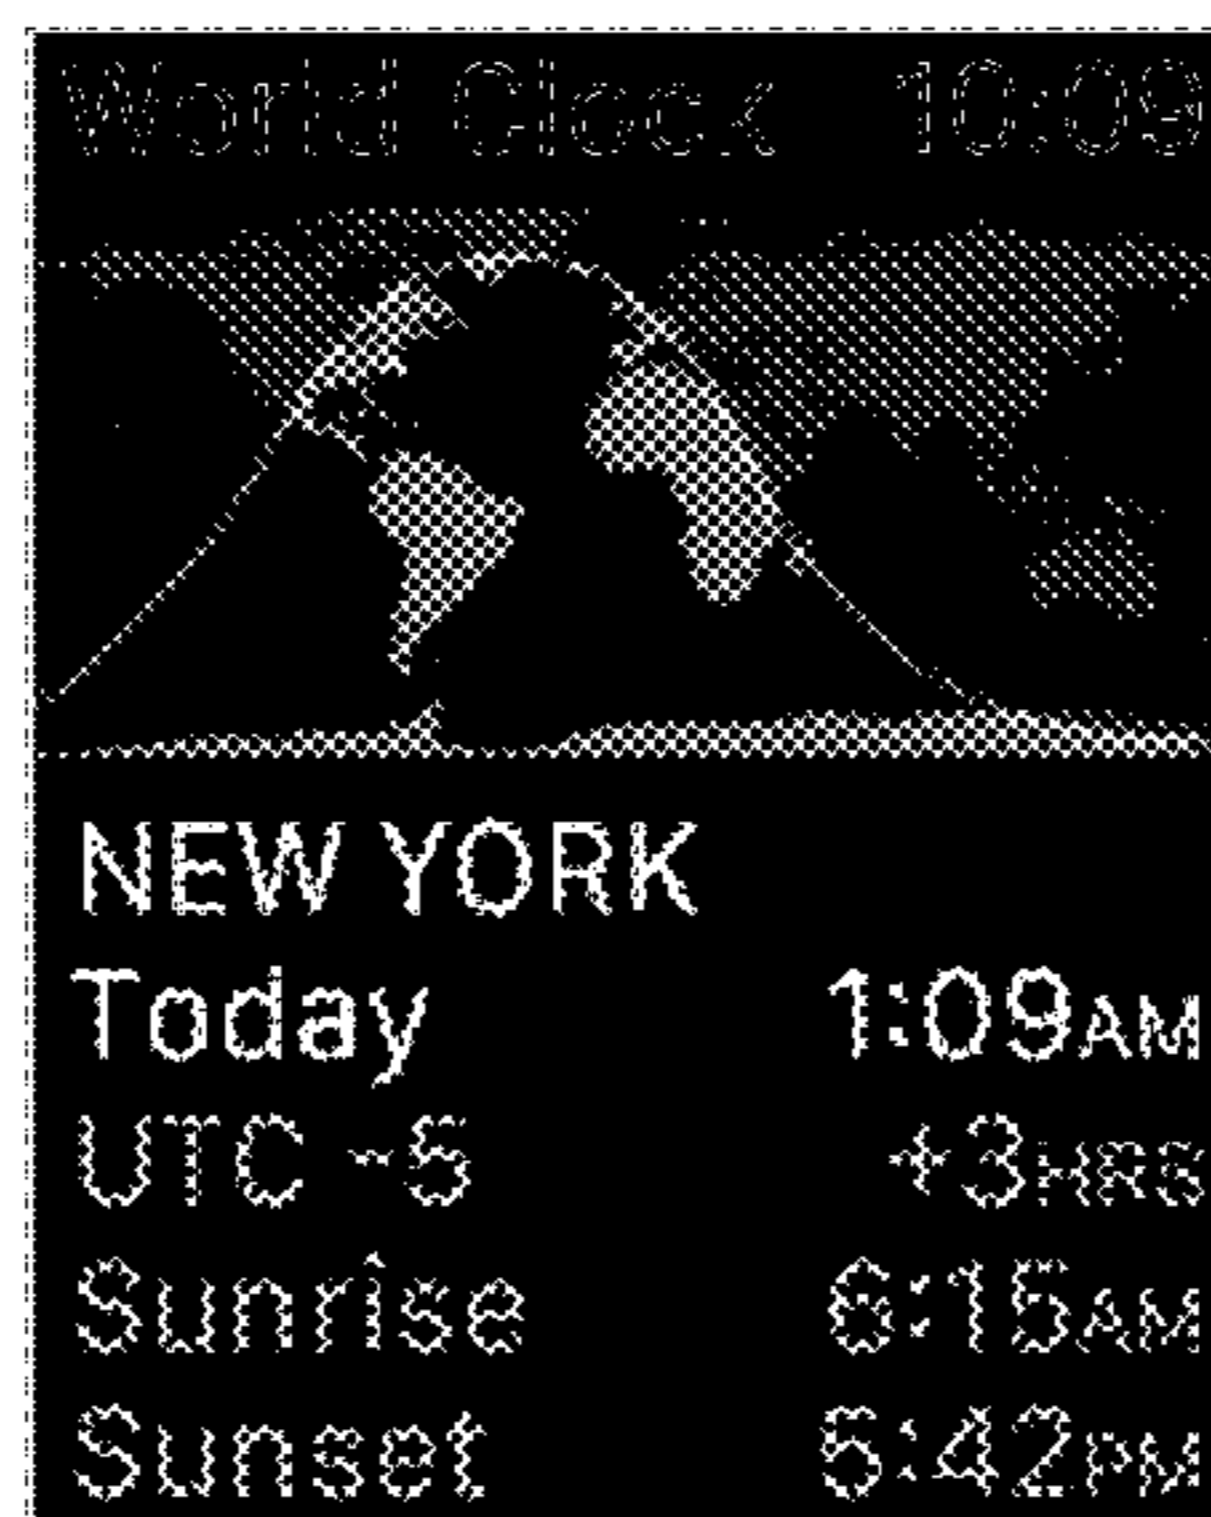 World Clock 10:09
NEW YORK
Today 1:09AM
UTC -5 +3HRS
Sunrise 6:15AM
Sunset 5:42PM